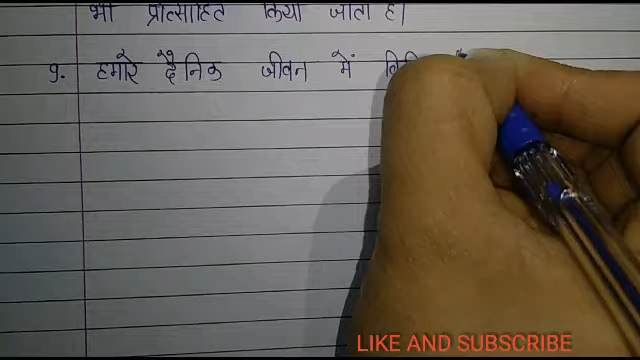 भी प्रोत्साहित किया जाता है।
9. हमारे दैनिक जीवन में
LIKE AND SUBSCRIBE